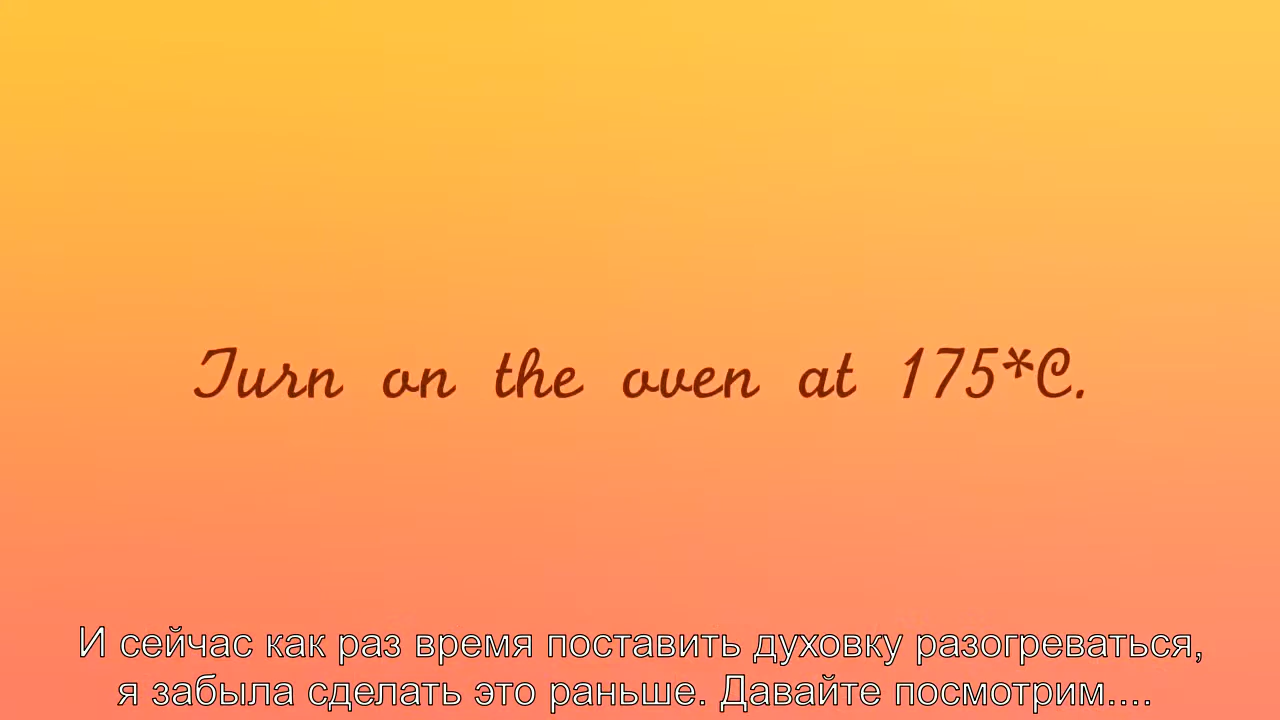 Turn on the oven at 175*C.
И сейчас как раз время поставить духовку разогреваться,
я забыла сделать это раньше. Давайте посмотрим....